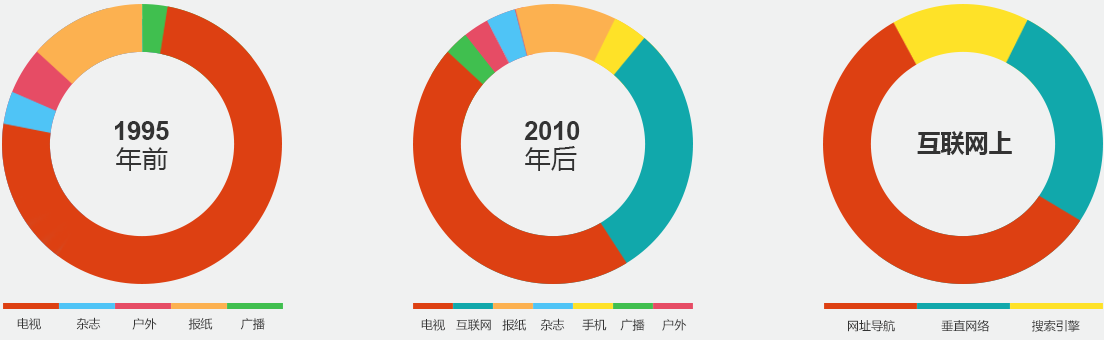 1995
年前
电视 杂志 户外 报纸 广播
2010
年后
电视 互联网 报纸 杂志 手机 广播 户外
互联网上
网址导航 垂直网络 搜索引擎